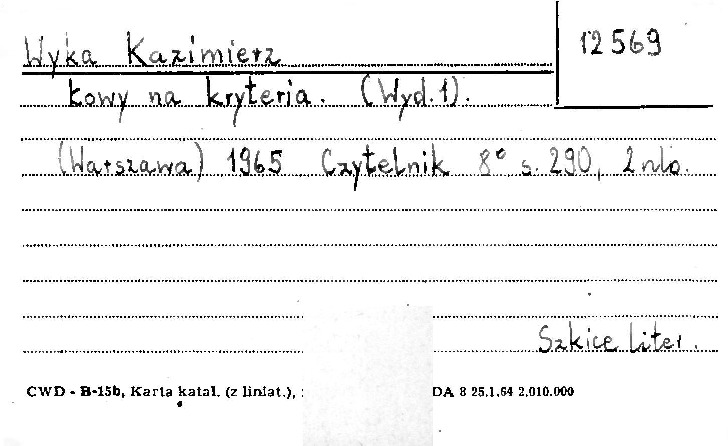 12569
Wyka Kazimierz
Łowy na kryteria. (Wyd.1).
(Warszawa) 1965 Czytelnik 8° s. 290, 2 nlb.
Szkice liter.
CWD - B-15b, Karta katal. (z liniat.), DA 8 25.1.64 2.010.000